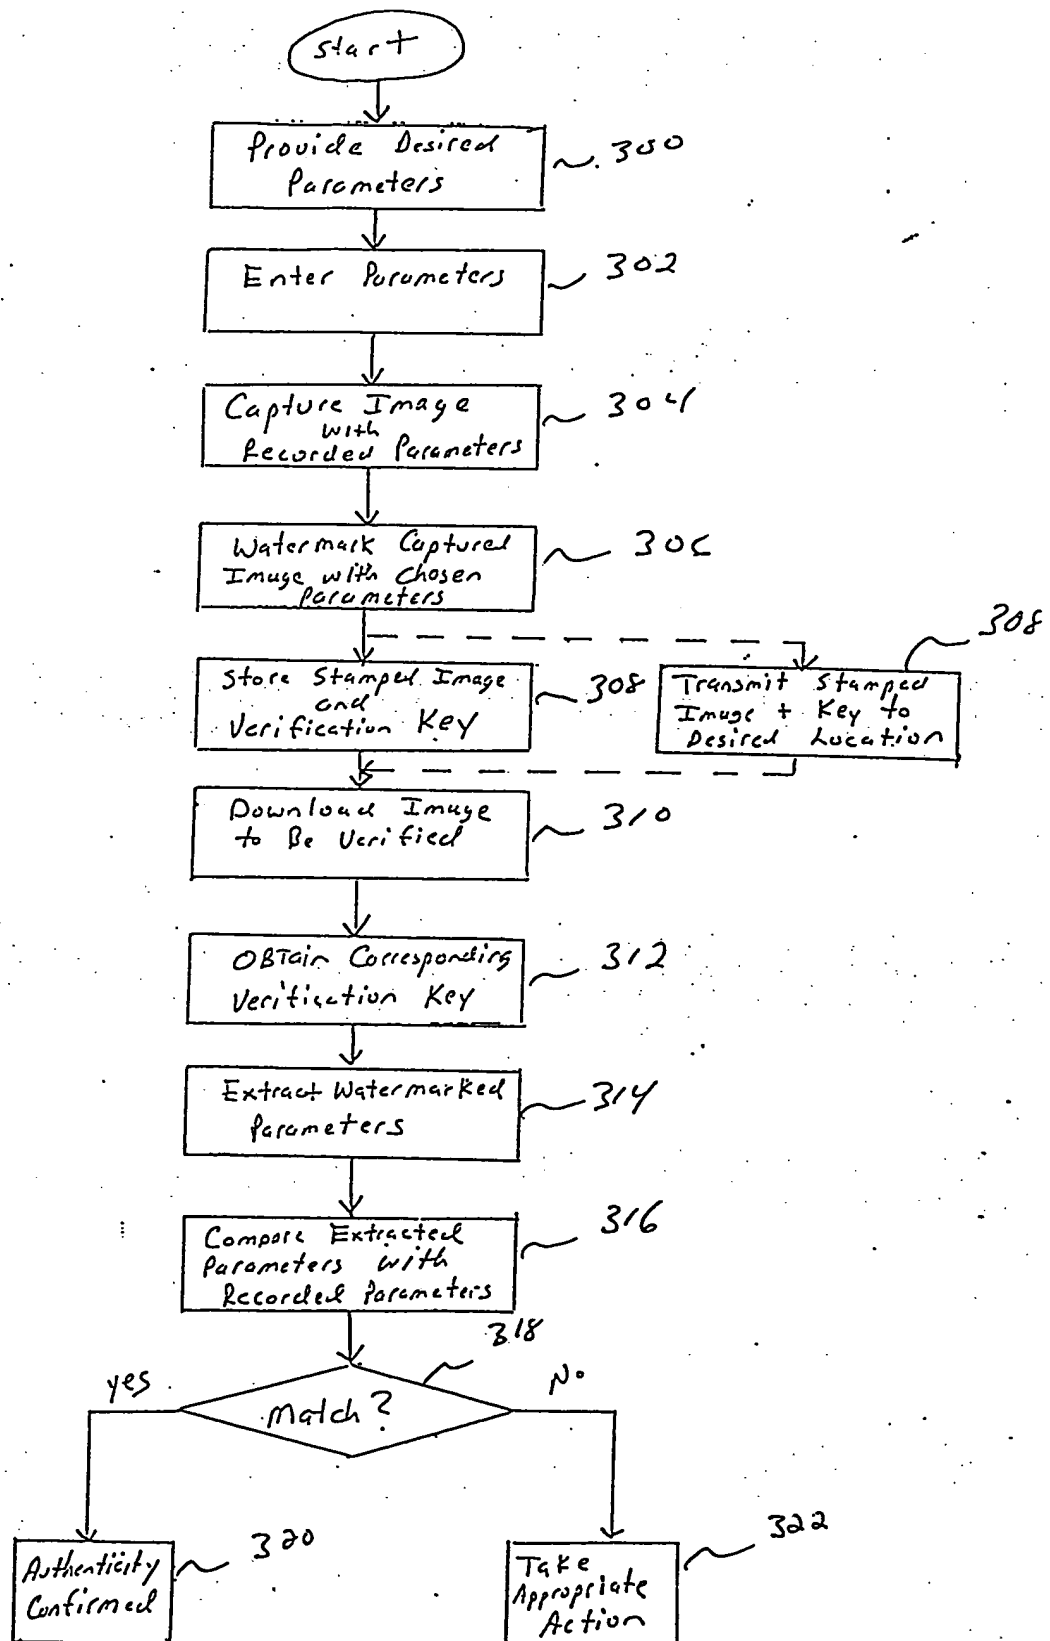 Start
Provide Desired
Parameters
300
Enter Parameters
302
Capture Image
with
Recorded Parameters
304
Watermark Captured
Image with Chosen
Parameters
306
308
Store Stamped Image
and
Verification Key
308
Transmit Stamped
Image + Key to
Desired Location
Download Image
to Be Verified
310
OBTain Corresponding
Verification Key
312
Extract Watermarked
Parameters
314
Compare Extracted
Parameters with
Recorded Parameters
316
318
yes
No
Match?
Authenticity
Confirmed
320
Take
Appropriate
Action
322